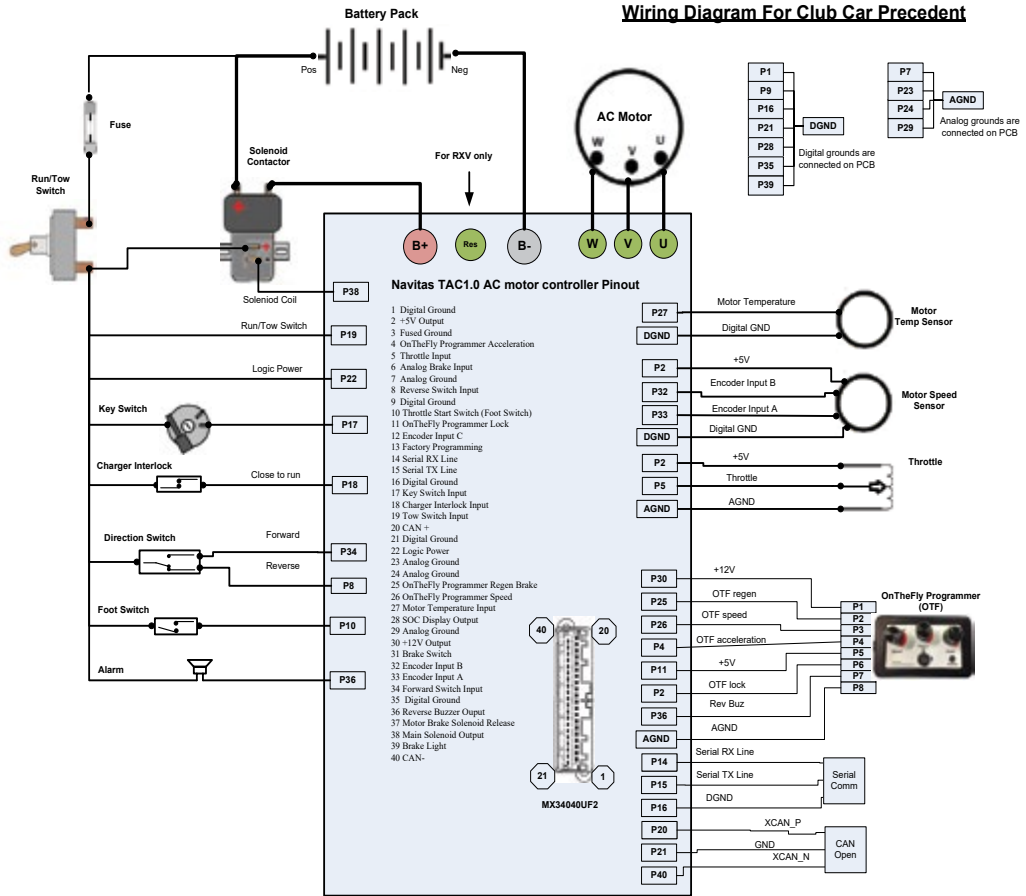 Wiring Diagram For Club Car Precedent
Battery Pack
Pos
Neg
Fuse
Run/Tow
Switch
Solenoid
Contactor
For RXV only
AC Motor
W
V
U
P1
P9
P16
P21
P28
P35
P39
DGND
Digital grounds are
connected on PCB
P7
P23
P24
P29
AGND
Analog grounds are
connected on PCB
B+
Res
B-
W
V
U
Navitas TAC1.0 AC motor controller Pinout
1 Digital Ground
2 +5V Output
3 Fused Ground
4 OnTheFly Programmer Acceleration
5 Throttle Input
6 Analog Brake Input
7 Analog Ground
8 Reverse Switch Input
9 Digital Ground
10 Throttle Start Switch (Foot Switch)
11 OnTheFly Programmer Lock
12 Encoder Input C
13 Factory Programming
14 Serial RX Line
15 Serial TX Line
16 Digital Ground
17 Key Switch Input
18 Charger Interlock Input
19 Tow Switch Input
20 CAN +
21 Digital Ground
22 Logic Power
23 Analog Ground
24 Analog Ground
25 OnTheFly Programmer Regen Brake
26 OnTheFly Programmer Speed
27 Motor Temperature Input
28 SOC Display Output
29 Analog Ground
30 +12V Output
31 Brake Switch
32 Encoder Input B
33 Encoder Input A
34 Forward Switch Input
35 Digital Ground
36 Reverse Buzzer Ouput
37 Motor Brake Solenoid Release
38 Main Solenoid Output
39 Brake Light
40 CAN-
Soleniod Coil
P38
Run/Tow Switch
P19
Logic Power
P22
Key Switch
P17
Charger Interlock
Close to run
P18
Direction Switch
Forward
P34
Reverse
P8
Foot Switch
P10
Alarm
P36
40
20
21
1
MX34040UF2
P27
Motor Temperature
DGND
Digital GND
Motor
Temp Sensor
P2
+5V
P32
Encoder Input B
P33
Encoder Input A
DGND
Digital GND
Motor Speed
Sensor
P2
+5V
P5
Throttle
AGND
AGND
Throttle
P30
+12V
P25
OTF regen
P26
OTF speed
P4
OTF acceleration
P11
+5V
P2
OTF lock
P36
Rev Buz
AGND
AGND
OnTheFly Programmer
(OTF)
P1
P2
P3
P4
P5
P6
P7
P8
P14
Serial RX Line
P15
Serial TX Line
P16
DGND
Serial
Comm
P20
XCAN_P
P21
GND
P40
XCAN_N
CAN
Open